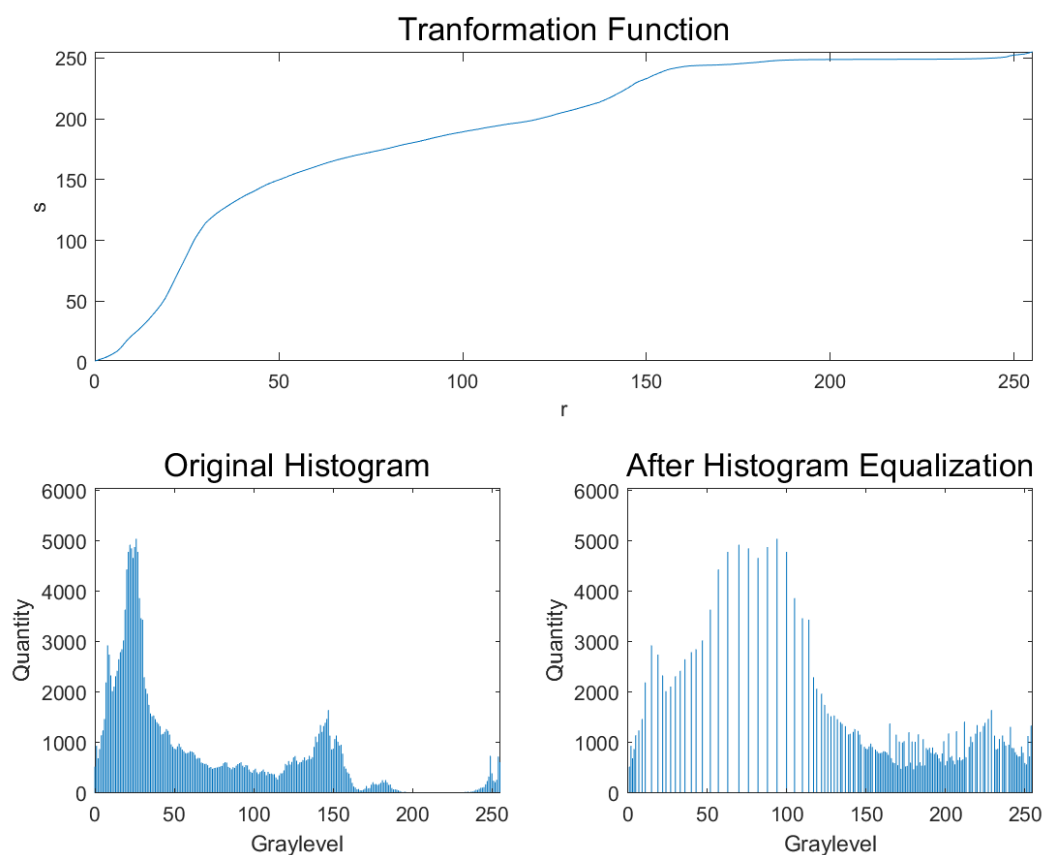 Tranformation Function
250
200
150
100
50
0
s
0 50 100 150 200 250
r
Original Histogram
6000
5000
4000
3000
2000
1000
0
Quantity
0 50 100 150 200 250
Graylevel
After Histogram Equalization
6000
5000
4000
3000
2000
1000
0
Quantity
0 50 100 150 200 250
Graylevel